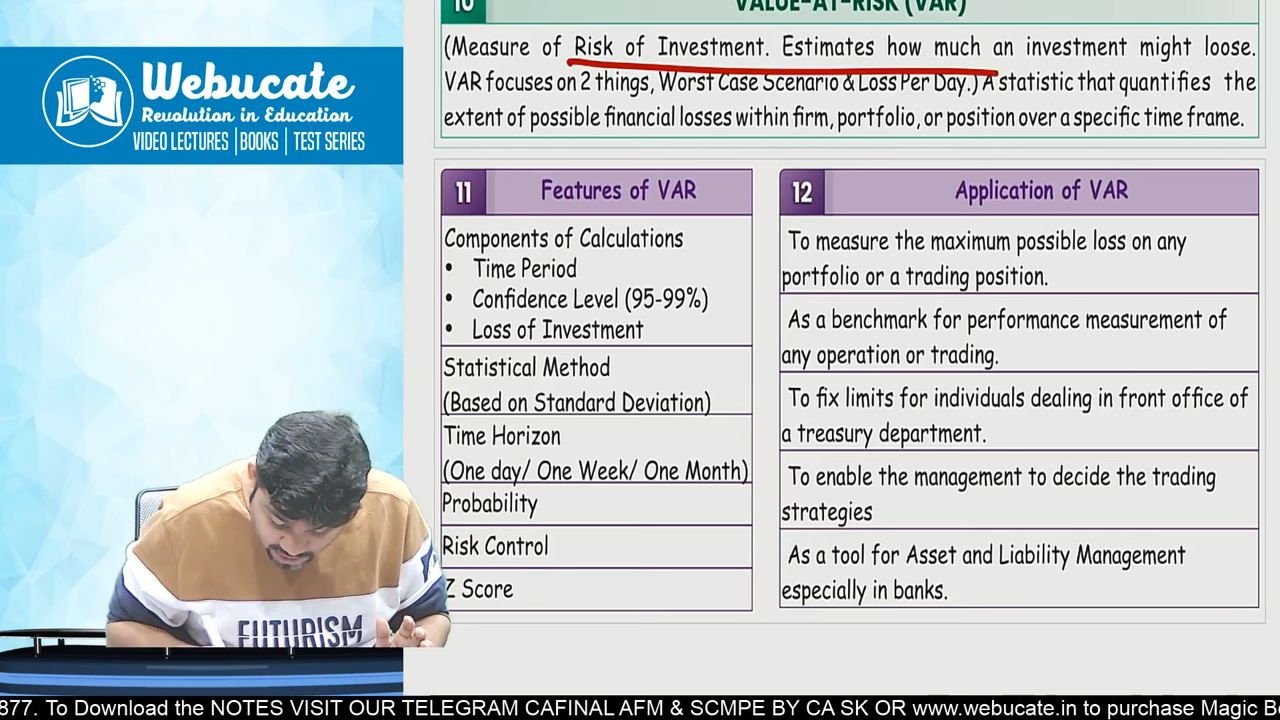 10 VALUE-AT-RISK (VAR)
(Measure of Risk of Investment. Estimates how much an investment might loose.
VAR focuses on 2 things, Worst Case Scenario & Loss Per Day.) A statistic that quantifies the
extent of possible financial losses within firm, portfolio, or position over a specific time frame.
Webucate
Revolution in Education
VIDEO LECTURES | BOOKS | TEST SERIES
11 Features of VAR
Components of Calculations
• Time Period
• Confidence Level (95-99%)
• Loss of Investment
Statistical Method
(Based on Standard Deviation)
Time Horizon
(One day/ One Week/ One Month)
Probability
Risk Control
Z Score
12 Application of VAR
To measure the maximum possible loss on any
portfolio or a trading position.
As a benchmark for performance measurement of
any operation or trading.
To fix limits for individuals dealing in front office of
a treasury department.
To enable the management to decide the trading
strategies
As a tool for Asset and Liability Management
especially in banks.
FUTURISM
877. To Download the NOTES VISIT OUR TELEGRAM CAFINAL AFM & SCMPE BY CA SK OR www.webucate.in to purchase Magic